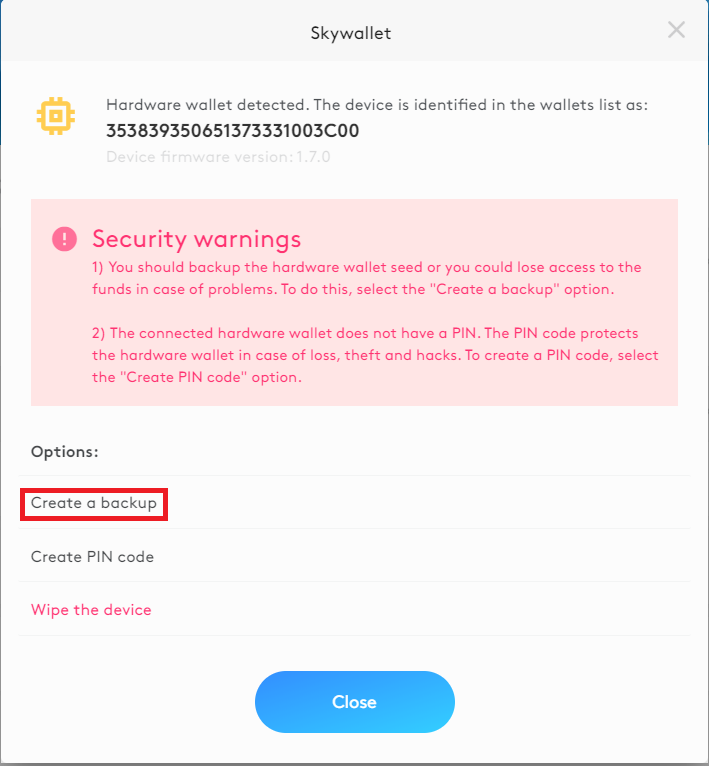 Skywallet
Hardware wallet detected. The device is identified in the wallets list as:
353839350651373331003C00
Device firmware version: 1.7.0
Security warnings
1) You should backup the hardware wallet seed or you could lose access to the
funds in case of problems. To do this, select the "Create a backup" option.
2) The connected hardware wallet does not have a PIN. The PIN code protects
the hardware wallet in case of loss, theft and hacks. To create a PIN code, select
the "Create PIN code" option.
Options:
Create a backup
Create PIN code
Wipe the device
Close